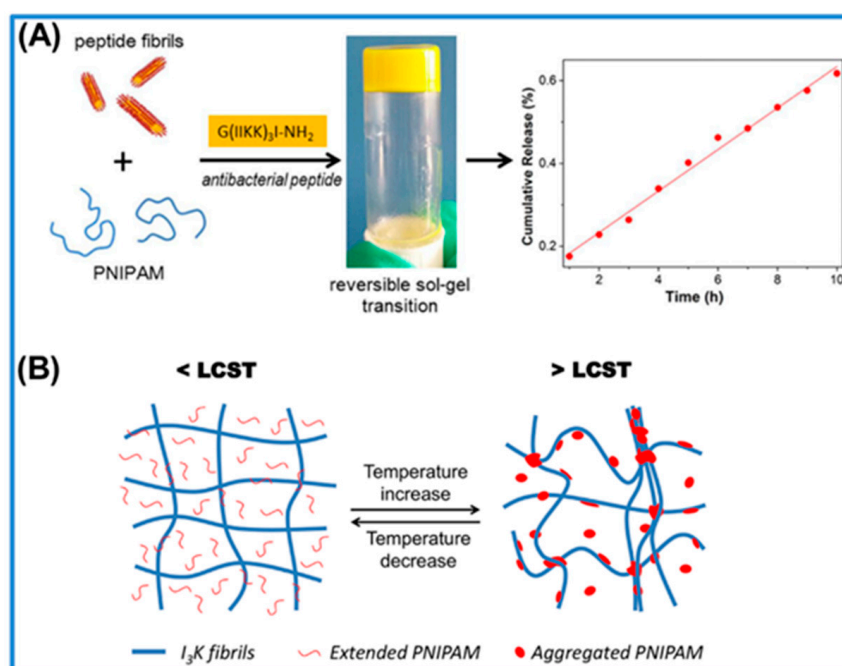 (A)
peptide fibrils
+
PNIPAM
G(IIKK)₃I-NH₂
antibacterial peptide
reversible sol-gel
transition
Cumulative Release (%)
0.6
0.4
0.2
2
4
6
8
10
Time (h)
(B)
< LCST
> LCST
Temperature
increase
Temperature
decrease
I₃K fibrils
Extended PNIPAM
Aggregated PNIPAM